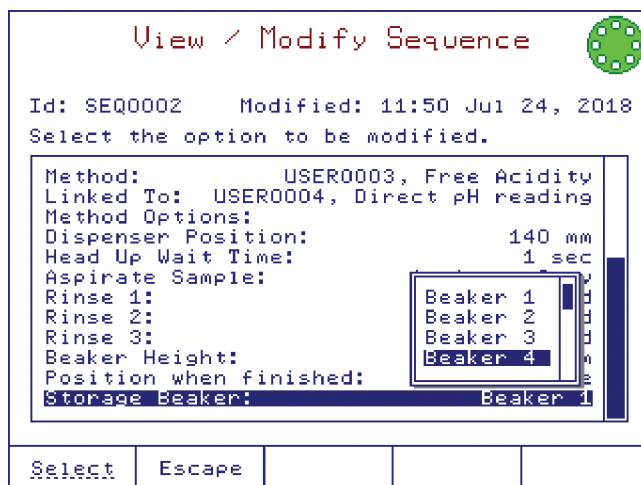 View / Modify Sequence
Id: SEQ0002 Modified: 11:50 Jul 24, 2018
Select the option to be modified.
Method: USER0003, Free Acidity
Linked To: USER0004, Direct pH reading
Method Options:
Dispenser Position: 140 mm
Head Up Wait Time: 1 sec
Aspirate Sample:
Rinse 1:
Rinse 2:
Rinse 3:
Beaker Height:
Position when finished:
Storage Beaker: Beaker 1
Beaker 1
Beaker 2
Beaker 3
Beaker 4
Select Escape